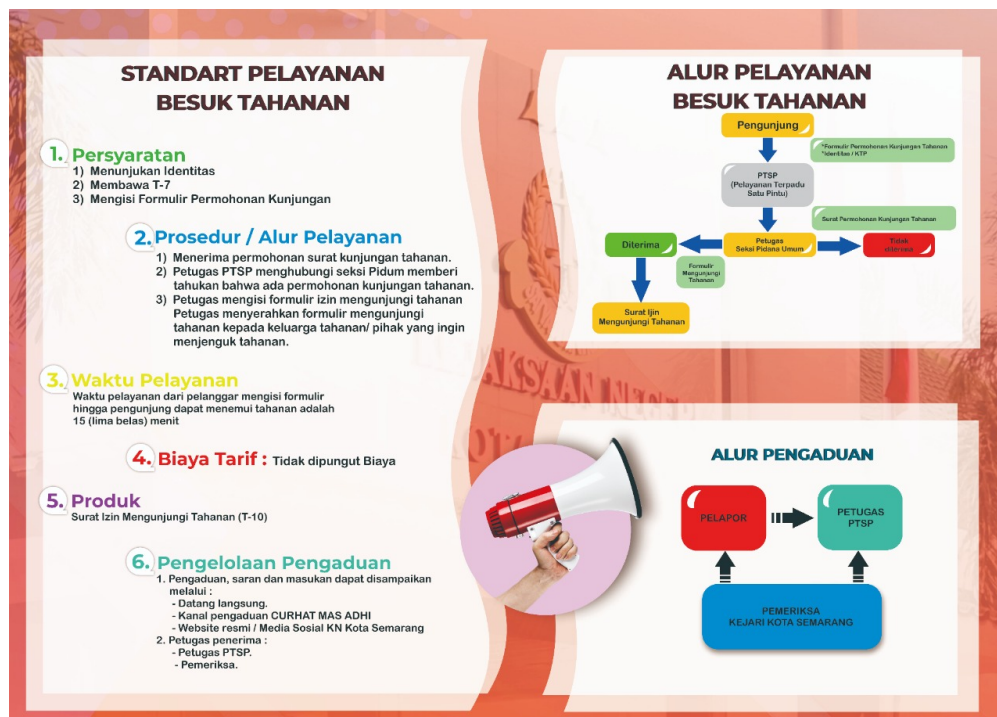 STANDART PELAYANAN
BESUK TAHANAN
1. Persyaratan
1) Menunjukan Identitas
2) Membawa T-7
3) Mengisi Formulir Permohonan Kunjungan
2. Prosedur / Alur Pelayanan
1) Menerima permohonan surat kunjungan tahanan.
2) Petugas PTSP menghubungi seksi Pidum memberi
tahukan bahwa ada permohonan kunjungan tahanan.
3) Petugas mengisi formulir izin mengunjungi tahanan
Petugas menyerahkan formulir mengunjungi
tahanan kepada keluarga tahanan/ pihak yang ingin
menjenguk tahanan.
3. Waktu Pelayanan
Waktu pelayanan dari pelanggar mengisi formulir
hingga pengunjung dapat menemui tahanan adalah
15 (lima belas) menit
4. Biaya Tarif : Tidak dipungut Biaya
5. Produk
Surat Izin Mengunjungi Tahanan (T-10)
6. Pengelolaan Pengaduan
1. Pengaduan, saran dan masukan dapat disampaikan
melalui :
- Datang langsung.
- Kanal pengaduan CURHAT MAS ADHI
- Website resmi / Media Sosial KN Kota Semarang
2. Petugas penerima :
- Petugas PTSP.
- Pemeriksa.
ALUR PELAYANAN
BESUK TAHANAN
Pengunjung
*Formulir Permohonan Kunjungan Tahanan
*Identitas / KTP
PTSP
(Pelayanan Terpadu
Satu Pintu)
Surat Permohonan Kunjungan Tahanan
Diterima
Petugas
Seksi Pidana Umum
Tidak
diterima
Formulir
Mengunjungi
Tahanan
Surat Ijin
Mengunjungi Tahanan
ALUR PENGADUAN
PELAPOR
PETUGAS
PTSP
PEMERIKSA
KEJARI KOTA SEMARANG